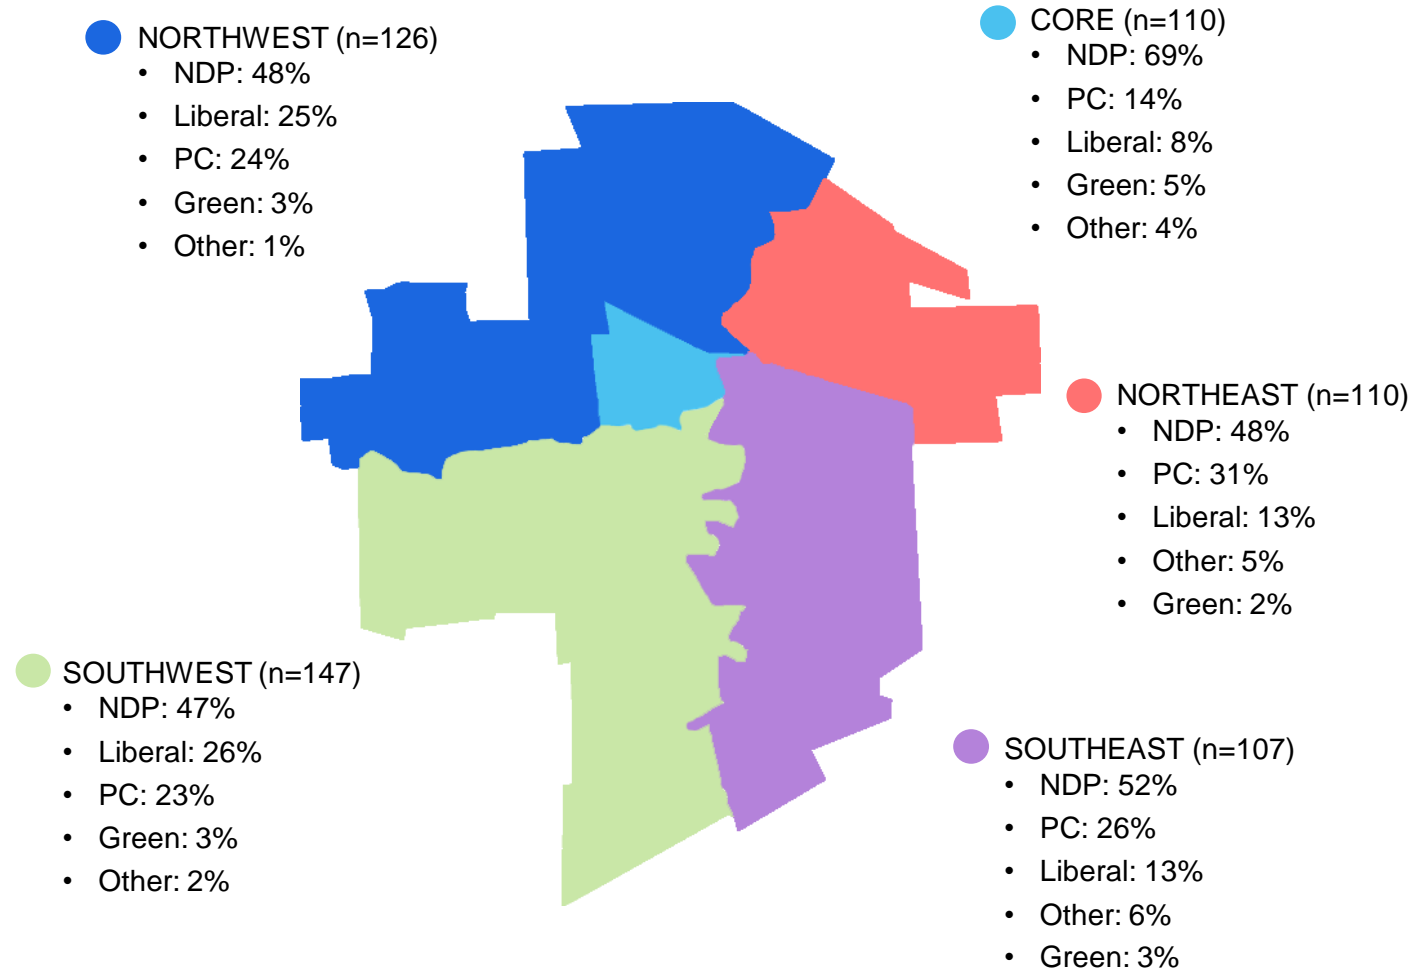 NORTHWEST (n=126)
• NDP: 48%
• Liberal: 25%
• PC: 24%
• Green: 3%
• Other: 1%
CORE (n=110)
• NDP: 69%
• PC: 14%
• Liberal: 8%
• Green: 5%
• Other: 4%
NORTHEAST (n=110)
• NDP: 48%
• PC: 31%
• Liberal: 13%
• Other: 5%
• Green: 2%
SOUTHWEST (n=147)
• NDP: 47%
• Liberal: 26%
• PC: 23%
• Green: 3%
• Other: 2%
SOUTHEAST (n=107)
• NDP: 52%
• PC: 26%
• Liberal: 13%
• Other: 6%
• Green: 3%